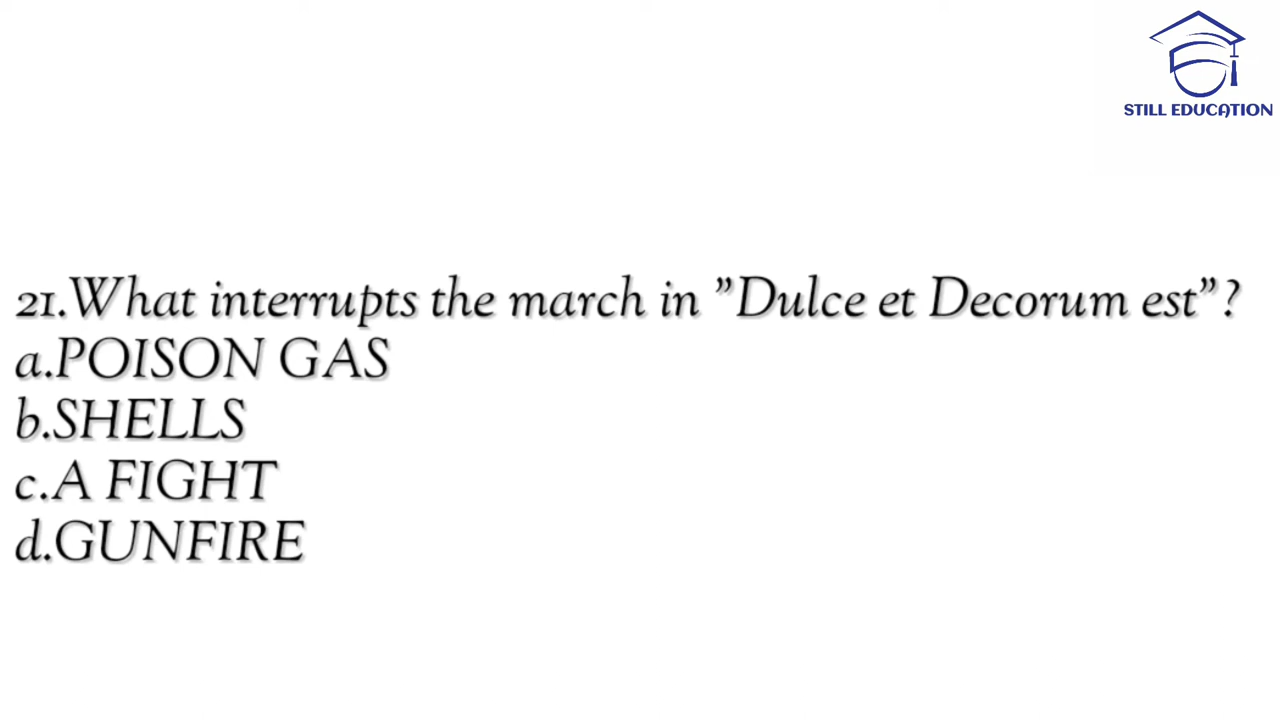 STILL EDUCATION
21.What interrupts the march in ”Dulce et Decorum est”?
a.POISON GAS
b.SHELLS
c.A FIGHT
d.GUNFIRE